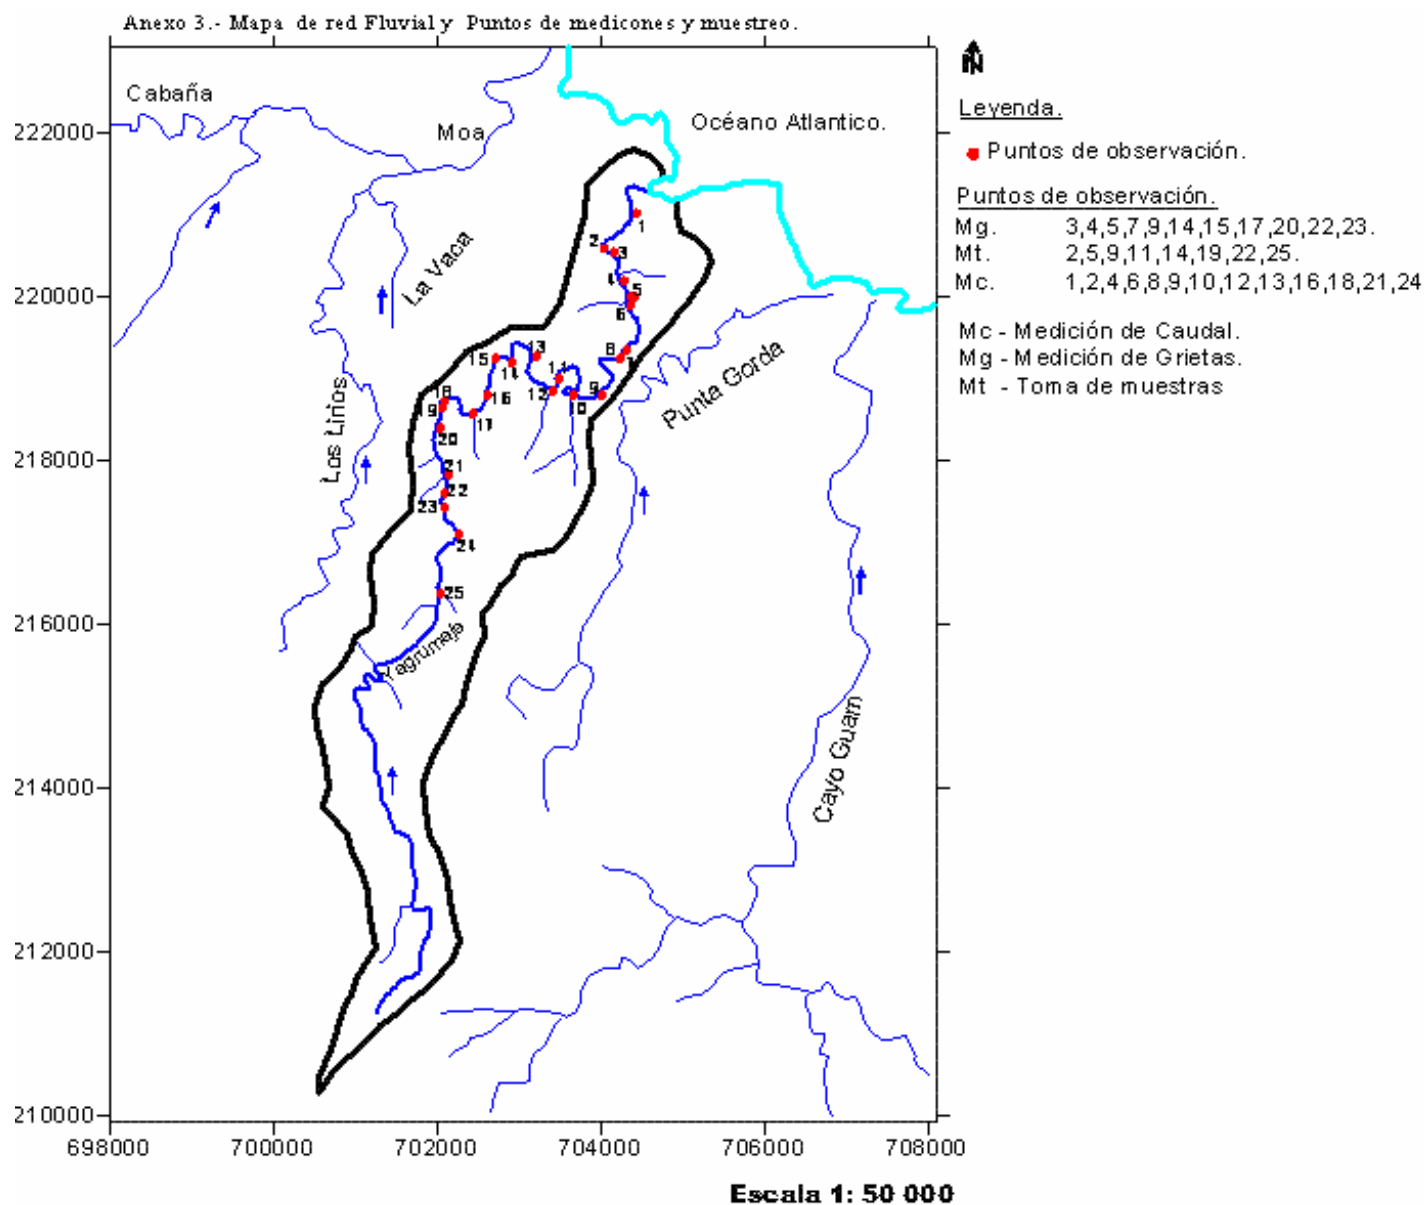 Anexo 3.- Mapa de red Fluvial y Puntos de medicones y muestreo.
N
Cabaña
Moa
Océano Atlantico.
La Vaca
Los Liños
Punta Gorda
Yagrumaje
Cayo Guam
222000
220000
218000
216000
214000
212000
210000
698000 700000 702000 704000 706000 708000
1
2
3
4
5
6
8
7
9
10
11
12
13
14
15
16
17
18
9
20
21
22
23
24
25
Leyenda.
Puntos de observación.
Puntos de observación.
Mg. 3,4,5,7,9,14,15,17,20,22,23.
Mt. 2,5,9,11,14,19,22,25.
Mc. 1,2,4,6,8,9,10,12,13,16,18,21,24
Mc - Medición de Caudal.
Mg - Medición de Grietas.
Mt - Toma de muestras
Escala 1: 50 000